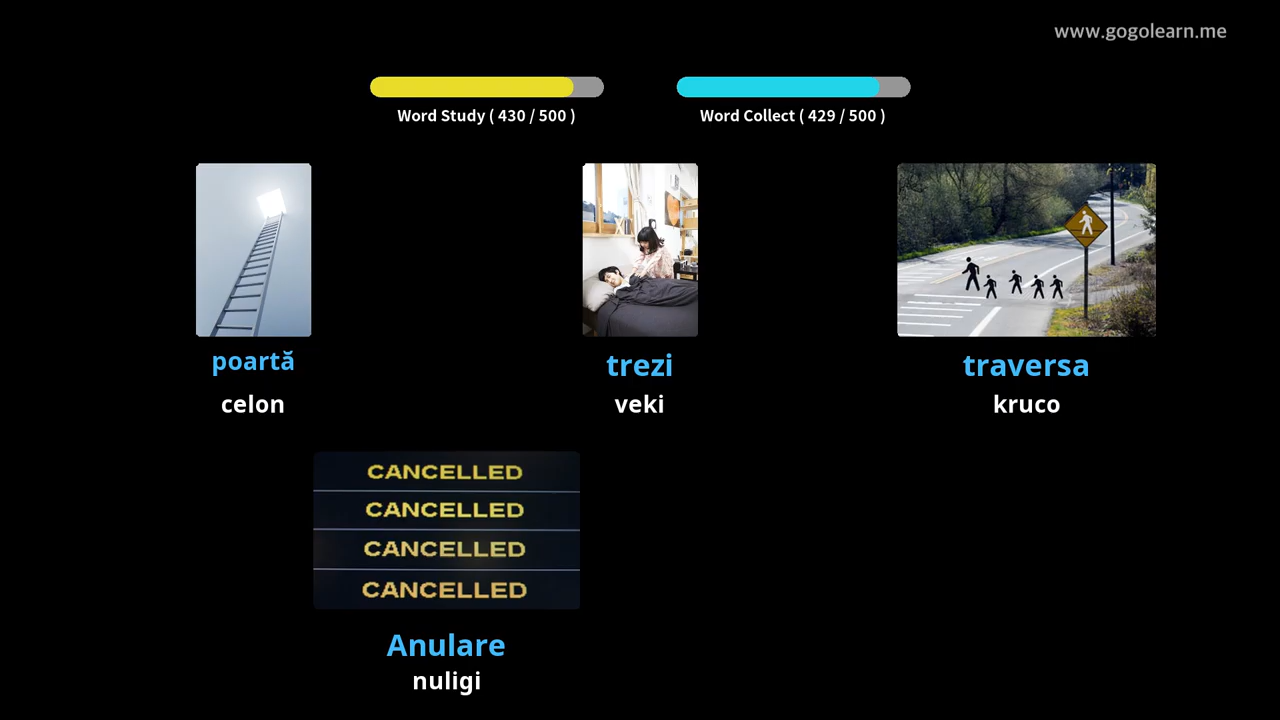 www.gogolearn.me
Word Study ( 430 / 500 )
Word Collect ( 429 / 500 )
poartă
trezi
traversa
celon
veki
kruco
CANCELLED
CANCELLED
CANCELLED
CANCELLED
Anulare
nuligi